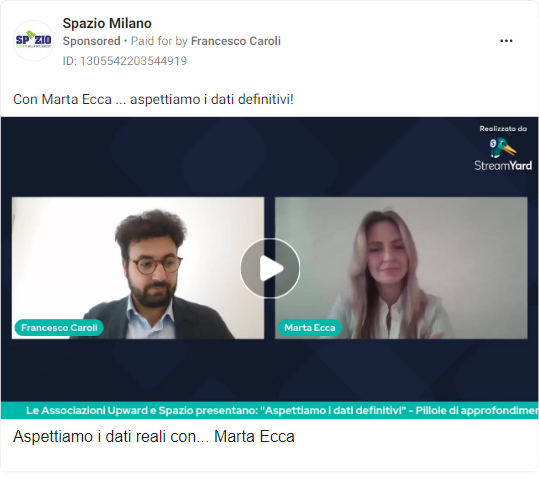 Spazio Milano
Sponsored • Paid for by Francesco Caroli
ID: 1305542203544919
SPAZIO
Con Marta Ecca ... aspettiamo i dati definitivi!
Realizzato da
StreamYard
Francesco Caroli
Marta Ecca
Le Associazioni Upward e Spazio presentano: "Aspettiamo i dati definitivi" - Pillole di approfondimen
Aspettiamo i dati reali con... Marta Ecca